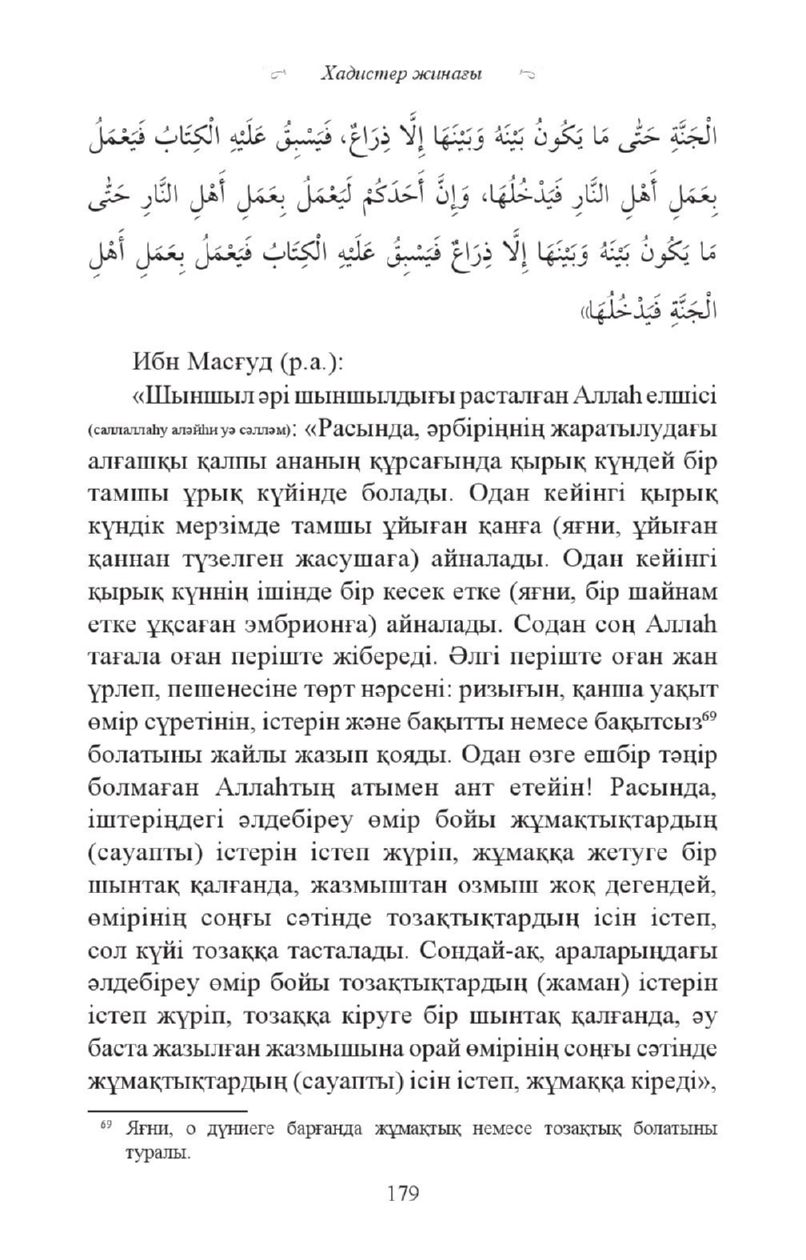 Хадистер жинағы
الْجَنَّةِ حَتَّى مَا يَكُونُ بَيْنَهُ وَبَيْنَهَا إِلَّا ذِرَاعٌ، فَيَسْبِقُ عَلَيْهِ الْكِتَابُ فَيَعْمَلُ
بِعَمَلِ أَهْلِ النَّارِ فَيَدْخُلُهَا، وَإِنَّ أَحَدَكُمْ لَيَعْمَلُ بِعَمَلِ أَهْلِ النَّارِ حَتَّى
مَا يَكُونُ بَيْنَهُ وَبَيْنَهَا إِلَّا ذِرَاعٌ فَيَسْبِقُ عَلَيْهِ الْكِتَابُ فَيَعْمَلُ بِعَمَلِ أَهْلِ
الْجَنَّةِ فَيَدْخُلُهَا»
Ибн Масғуд (р.а.):
«Шыншыл әрі шыншылдығы расталған Аллаһ елшісі
(саллаллаһу аләйһи уә сәлләм): «Расында, әрбіріңнің жаратылудағы
алғашқы қалпы ананың құрсағында қырық күндей бір
тамшы ұрық күйінде болады. Одан кейінгі қырық
күндік мерзімде тамшы ұйыған қанға (яғни, ұйыған
қаннан түзелген жасушаға) айналады. Одан кейінгі
қырық күннің ішінде бір кесек етке (яғни, бір шайнам
етке ұқсаған эмбрионға) айналады. Содан соң Аллаһ
тағала оған періште жібереді. Әлгі періште оған жан
үрлеп, пешенесіне төрт нәрсені: ризығын, қанша уақыт
өмір сүретінін, істерін және бақытты немесе бақытсыз⁶⁹
болатыны жайлы жазып қояды. Одан өзге ешбір тәңір
болмаған Аллаһтың атымен ант етейін! Расында,
іштеріңдегі әлдебіреу өмір бойы жұмақтықтардың
(сауапты) істерін істеп жүріп, жұмаққа жетуге бір
шынтақ қалғанда, жазмыштан озмыш жоқ дегендей,
өмірінің соңғы сәтінде тозақтықтардың ісін істеп,
сол күйі тозаққа тасталады. Сондай-ақ, араларыңдағы
әлдебіреу өмір бойы тозақтықтардың (жаман) істерін
істеп жүріп, тозаққа кіруге бір шынтақ қалғанда, әу
баста жазылған жазмышына орай өмірінің соңғы сәтінде
жұмақтықтардың (сауапты) ісін істеп, жұмаққа кіреді»,
⁶⁹ Яғни, о дүниеге барғанда жұмақтық немесе тозақтық болатыны
туралы.
179